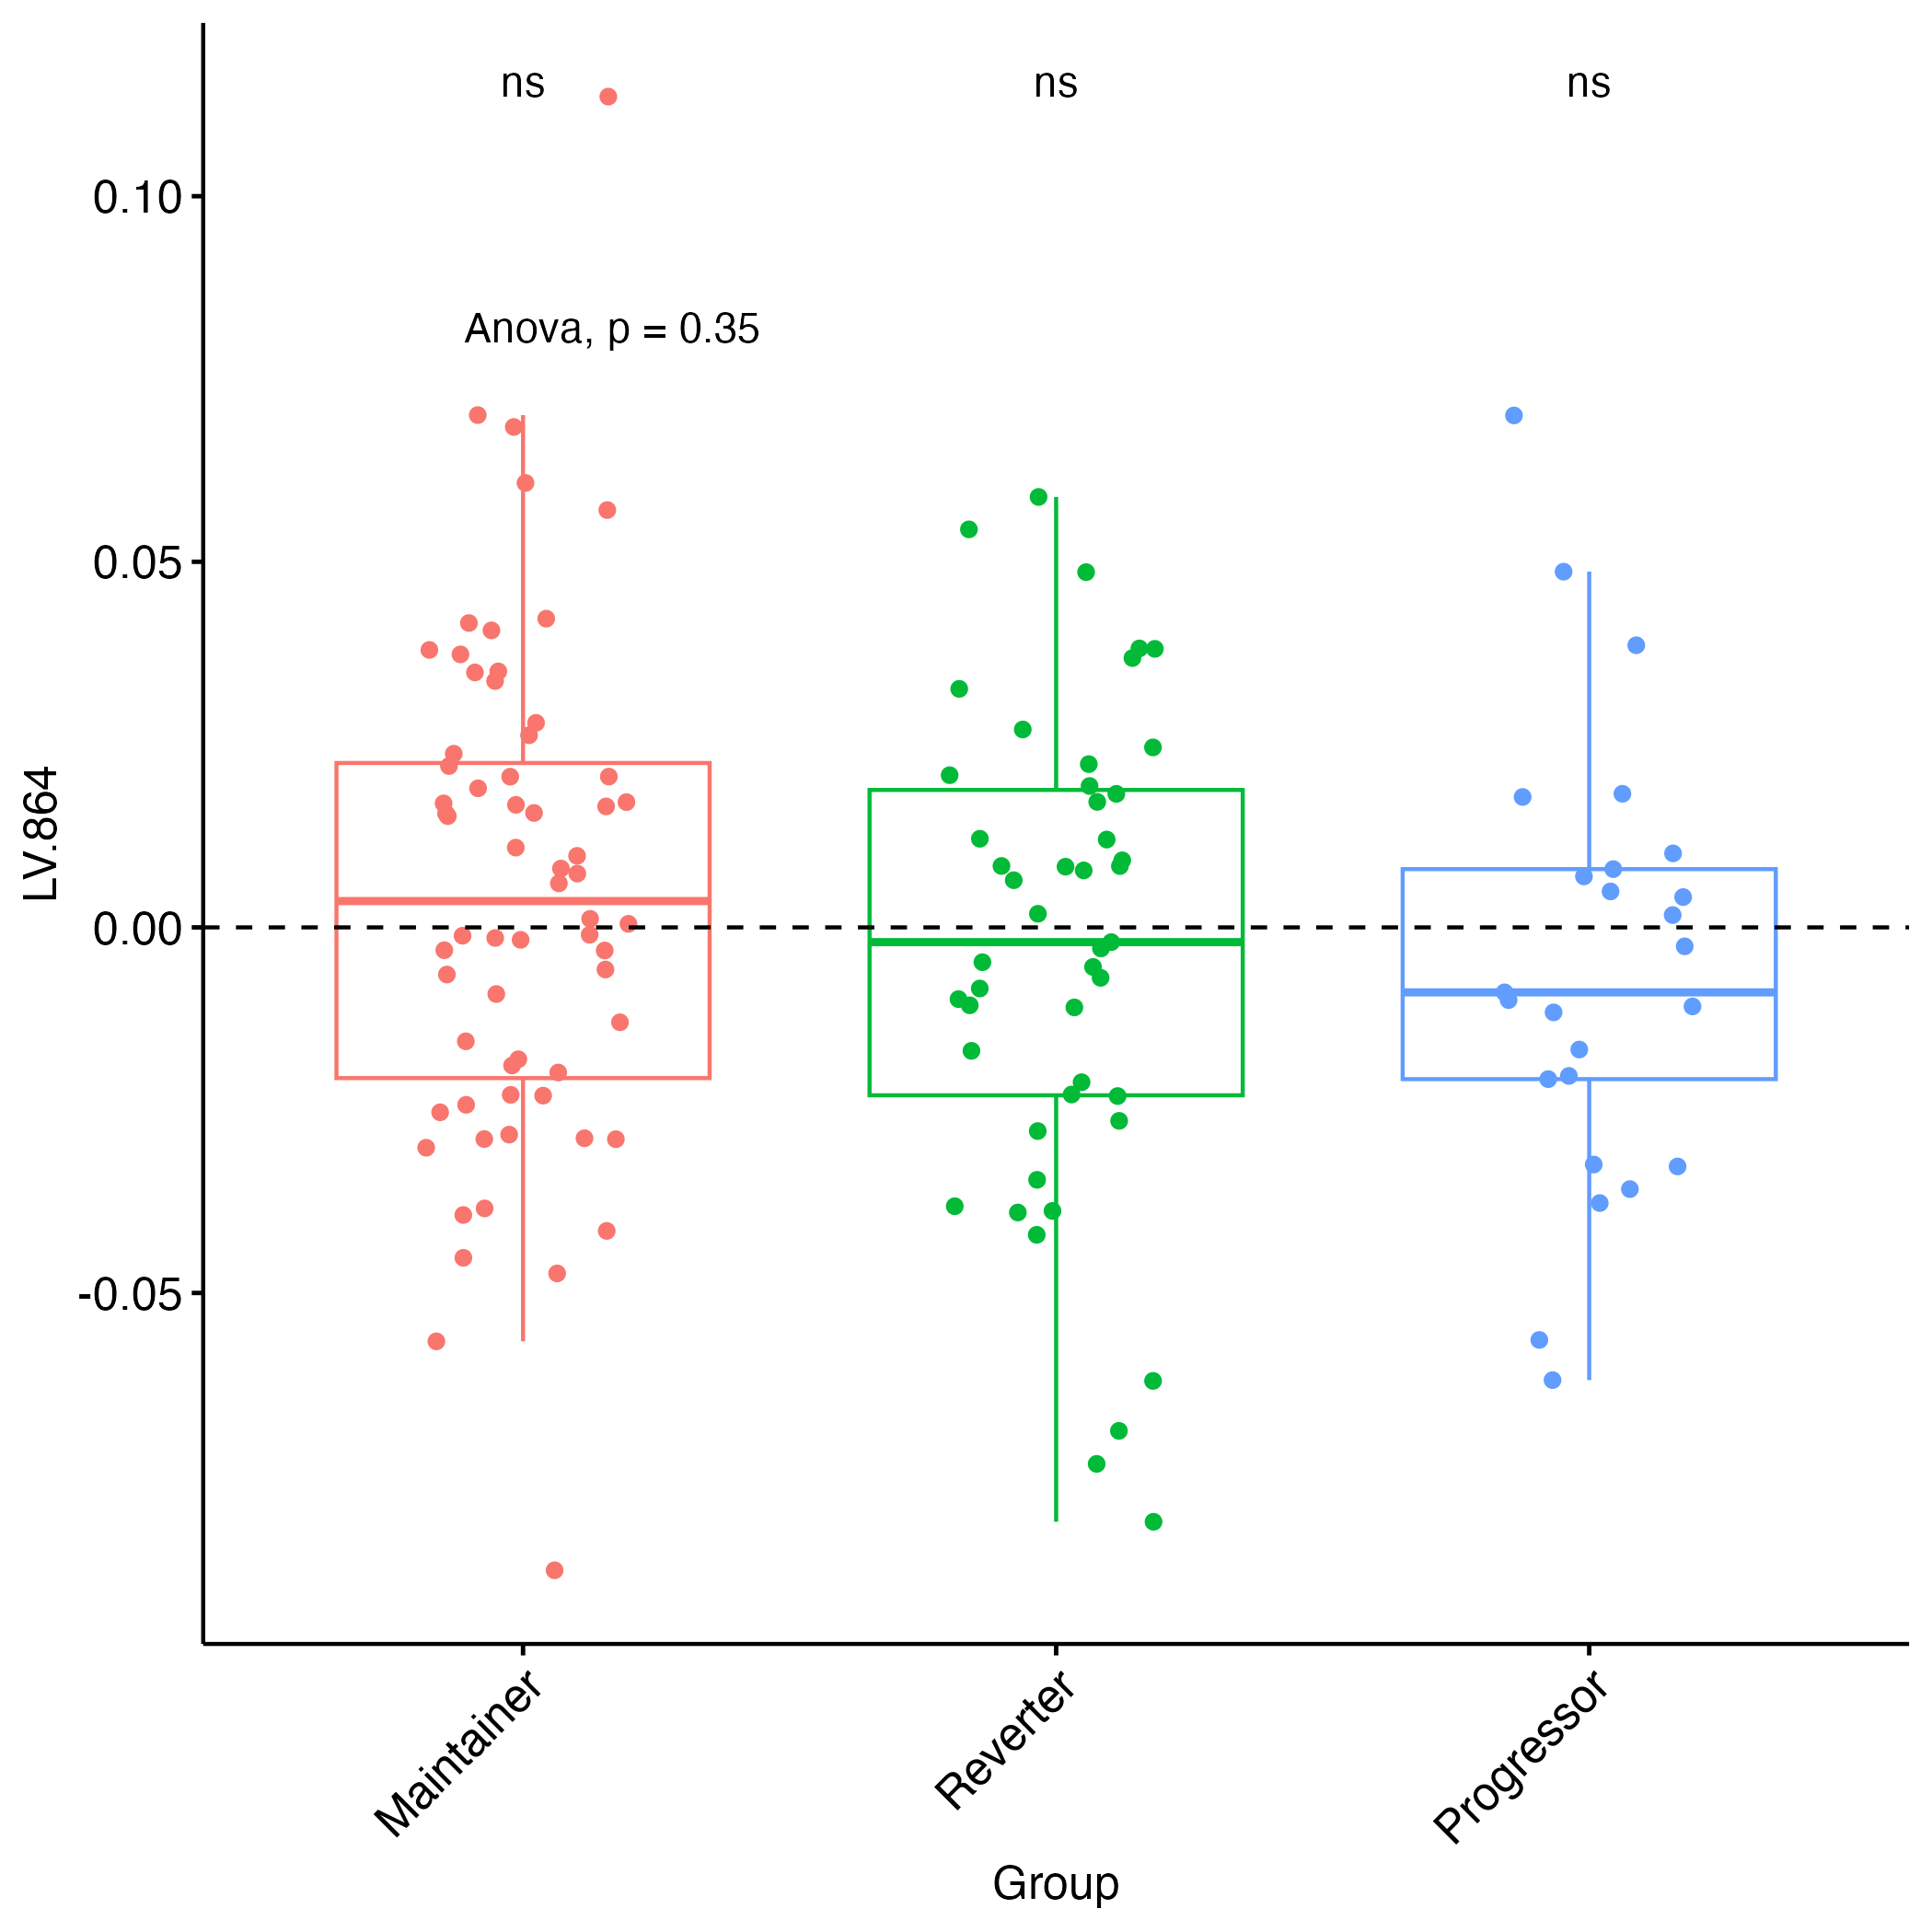 ns ns ns
0.10
Anova, p = 0.35
0.05
LV.864
0.00
-0.05
Maintainer Reverter Progressor
Group